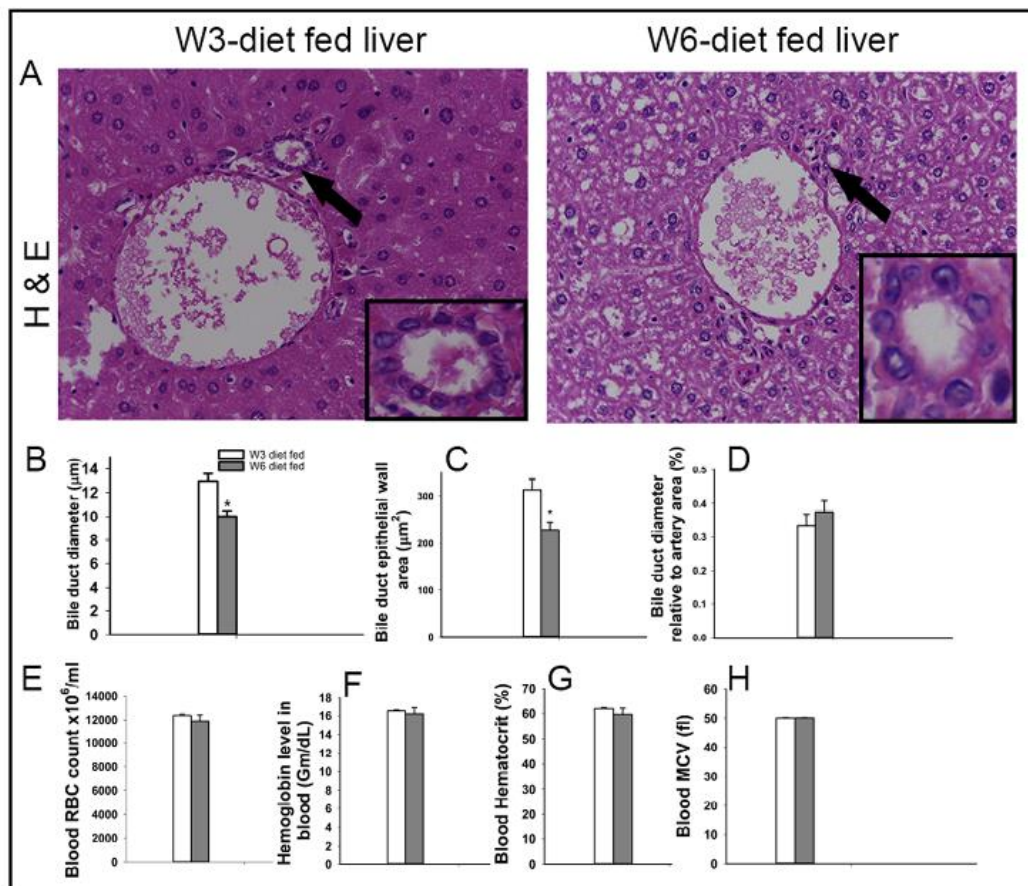 W3-diet fed liver
W6-diet fed liver
A
H & E
B
Bile duct diameter (μm)
14
12
10
8
6
4
2
0
W3 diet fed
W6 diet fed
*
C
Bile duct epithelial wall
area (μm²)
300
200
100
0
*
D
Bile duct diameter
relative to artery area (%)
0.5
0.4
0.3
0.2
0.1
0.0
E
Blood RBC count x10⁶/ml
14000
12000
10000
8000
6000
4000
2000
0
F
Hemoglobin level in
blood (Gm/dL)
18
16
14
12
10
8
6
4
2
0
G
Blood Hematocrit (%)
70
60
50
40
30
20
10
0
H
Blood MCV (fl)
60
50
40
30
20
10
0